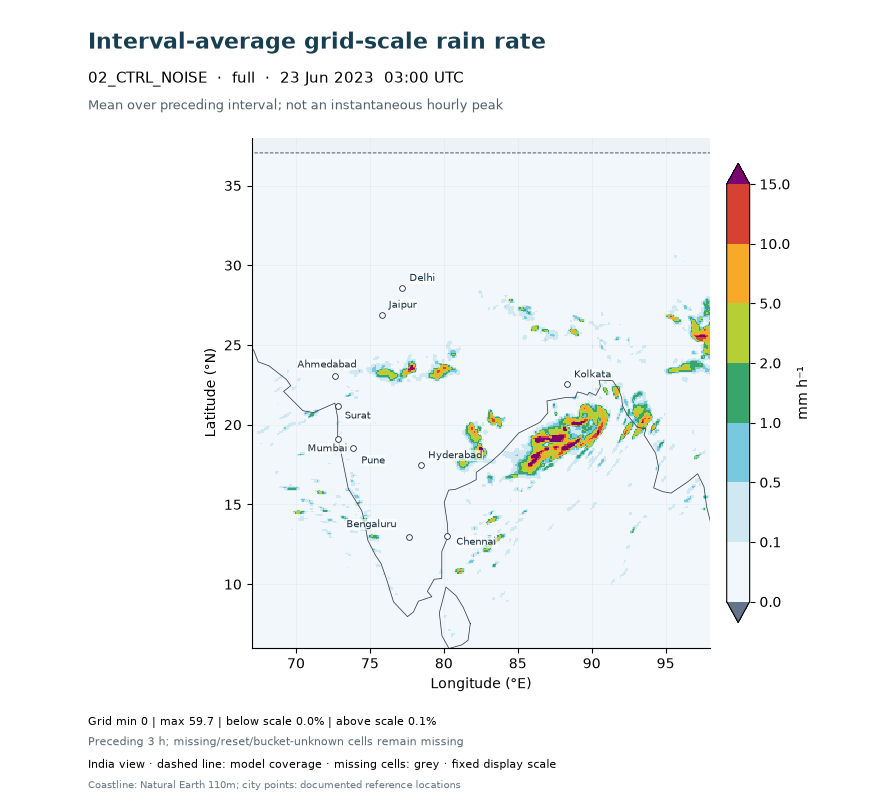 Interval-average grid-scale rain rate
02_CTRL_NOISE · full · 23 Jun 2023 03:00 UTC
Mean over preceding interval; not an instantaneous hourly peak
35
30
25
20
15
10
Latitude (°N)
70
75
80
85
90
95
Longitude (°E)
Delhi
Jaipur
Ahmedabad
Kolkata
Surat
Mumbai
Pune
Hyderabad
Bengaluru
Chennai
15.0
10.0
5.0
2.0
1.0
0.5
0.1
0.0
mm h⁻¹
Grid min 0 | max 59.7 | below scale 0.0% | above scale 0.1%
Preceding 3 h; missing/reset/bucket-unknown cells remain missing
India view · dashed line: model coverage · missing cells: grey · fixed display scale
Coastline: Natural Earth 110m; city points: documented reference locations